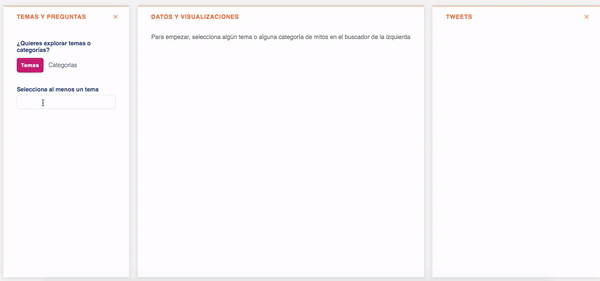 TEMAS Y PREGUNTAS ×
¿Quieres explorar temas o
categorías?
Temas Categorías
Selecciona al menos un tema
DATOS Y VISUALIZACIONES
Para empezar, selecciona algún tema o alguna categoría de mitos en el buscador de la izquierda
TWEETS ×